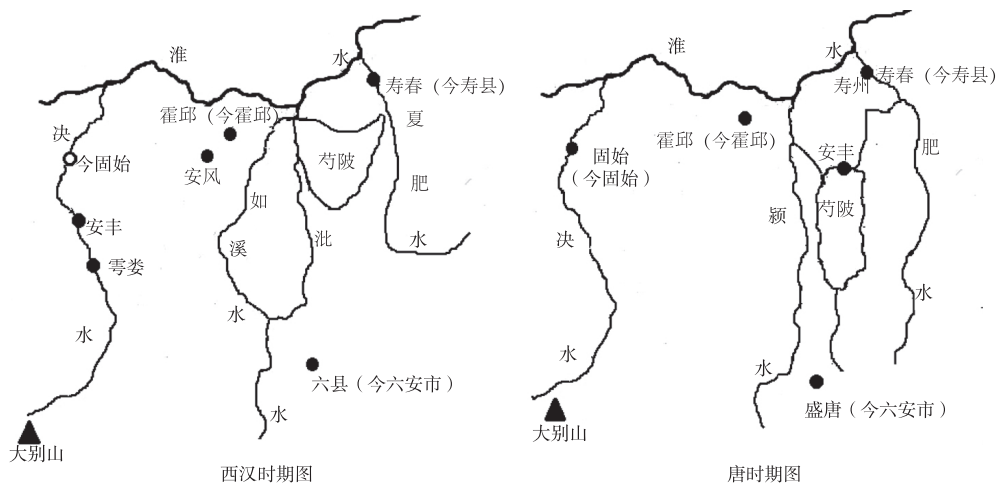 淮
水
寿春（今寿县）
霍邱（今霍邱）
夏
决
今固始
芍陂
安风
肥
如
安丰
溪
沘
水
雩娄
水
水
六县（今六安市）
水
大别山
西汉时期图
淮
水
寿春（今寿县）
寿州
霍邱（今霍邱）
肥
安丰
固始
（今固始）
芍陂
颍
决
水
水
水
盛唐（今六安市）
大别山
唐时期图